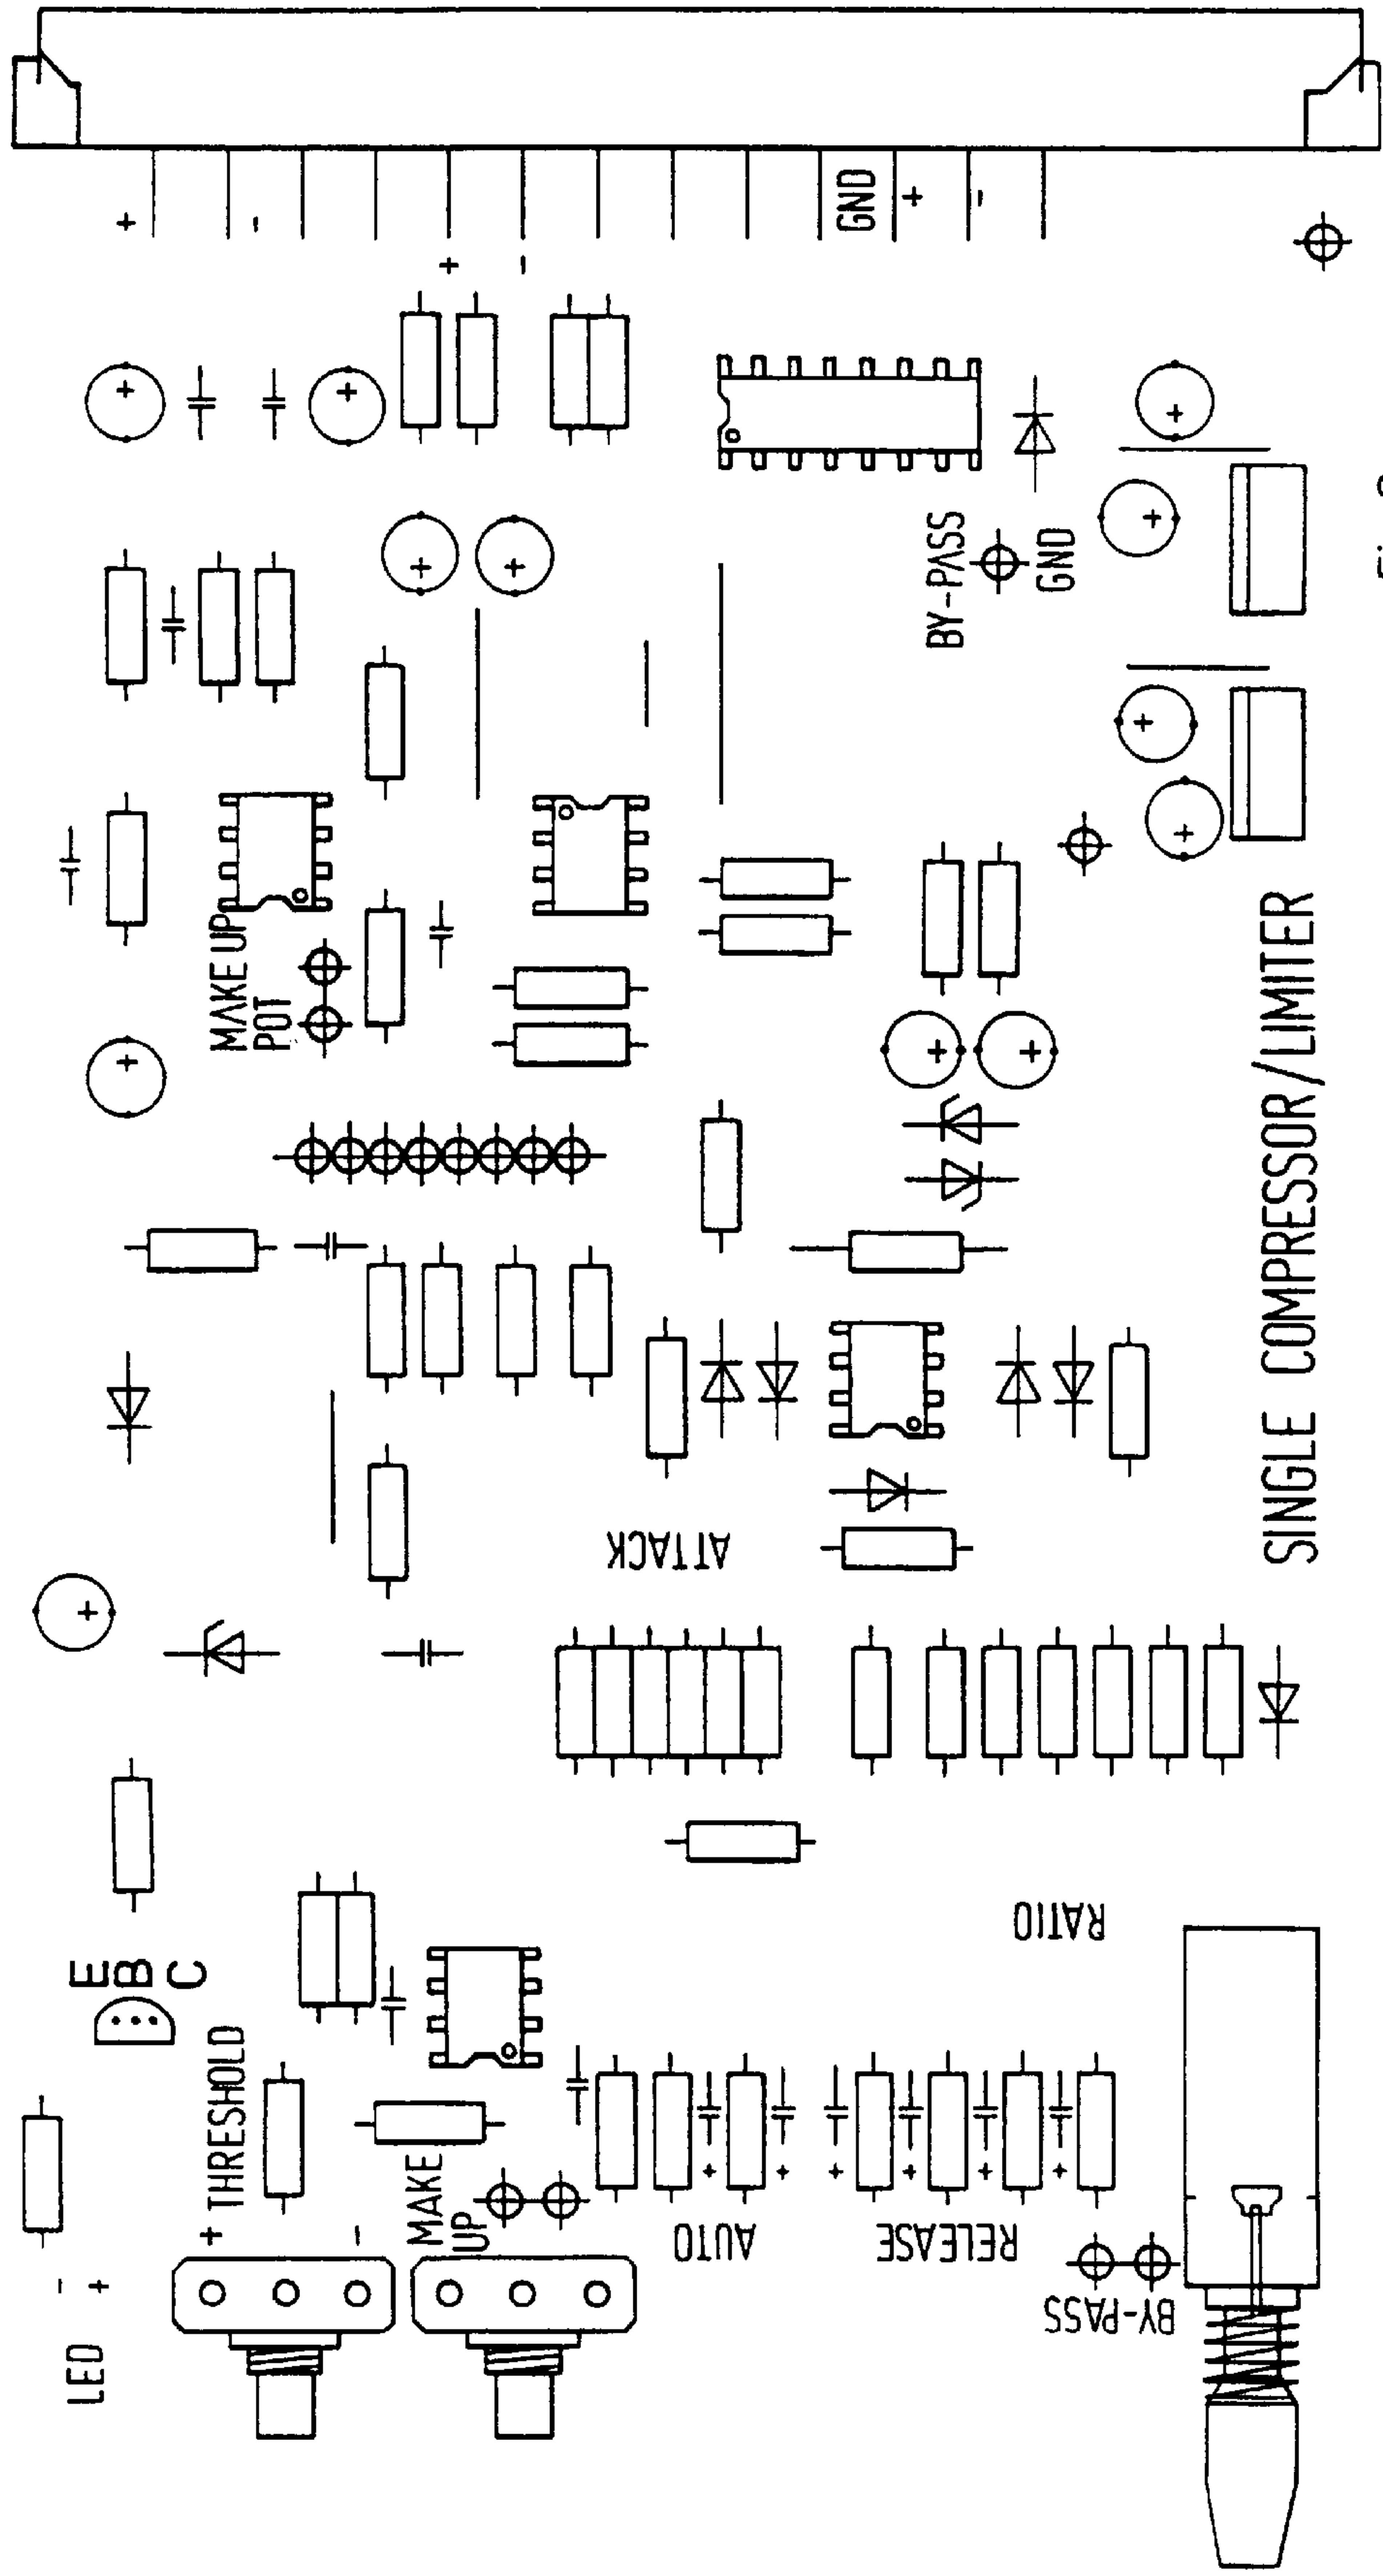 +
-
GND
+
-
+
-
+
+
+
+
+
+
+
BY-PASS
GND
+
+
+
MAKE UP
POT
+
+
+
SINGLE COMPRESSOR/LIMITER
ATTACK
+
RATIO
E
B
C
+ THRESHOLD -
MAKE
UP
+
+
+
+
+
+
AUTO
RELEASE
BY-PASS
-
+
LED